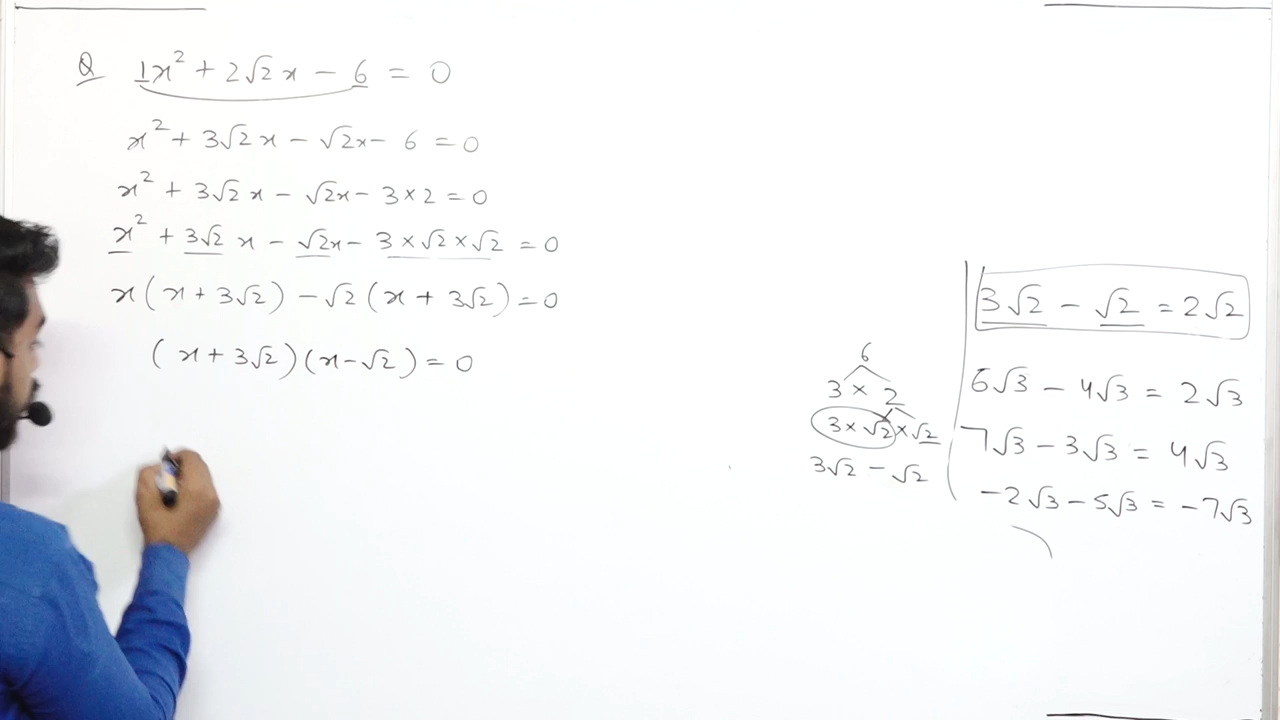 Q 1x² + 2√2 x - 6 = 0
x² + 3√2 x - √2x - 6 = 0
x² + 3√2 x - √2x - 3 × 2 = 0
x² + 3√2 x - √2x - 3 × √2 × √2 = 0
x(x + 3√2) - √2(x + 3√2) = 0
(x + 3√2)(x - √2) = 0
6
3 × 2
3 × √2 × √2
3√2 - √2
3√2 - √2 = 2√2
6√3 - 4√3 = 2√3
7√3 - 3√3 = 4√3
-2√3 - 5√3 = -7√3